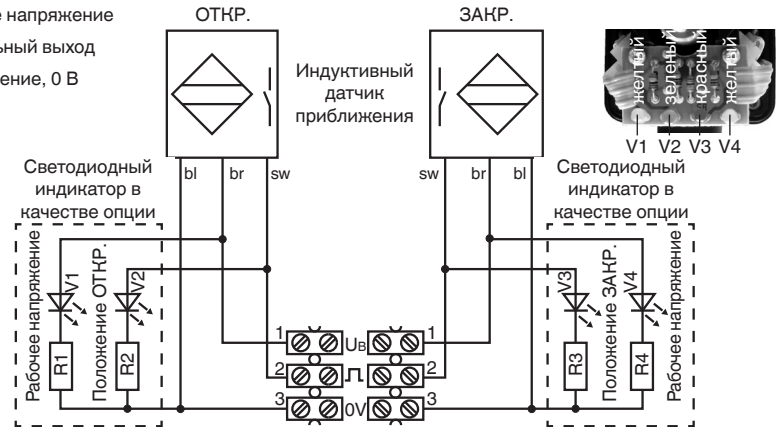 е напряжение
ьный выход
ение, 0 В
ОТКР.
ЗАКР.
Индуктивный
датчик
приближения
желтый
зеленый
красный
желтый
V1 V2 V3 V4
bl
br
sw
sw
br
bl
Светодиодный
индикатор в
качестве опции
Светодиодный
индикатор в
качестве опции
Рабочее напряжение
V1
R1
Положение ОТКР.
V2
R2
1
UB
1
2
2
3
0V
3
V3
R3
Положение ЗАКР.
V4
R4
Рабочее напряжение